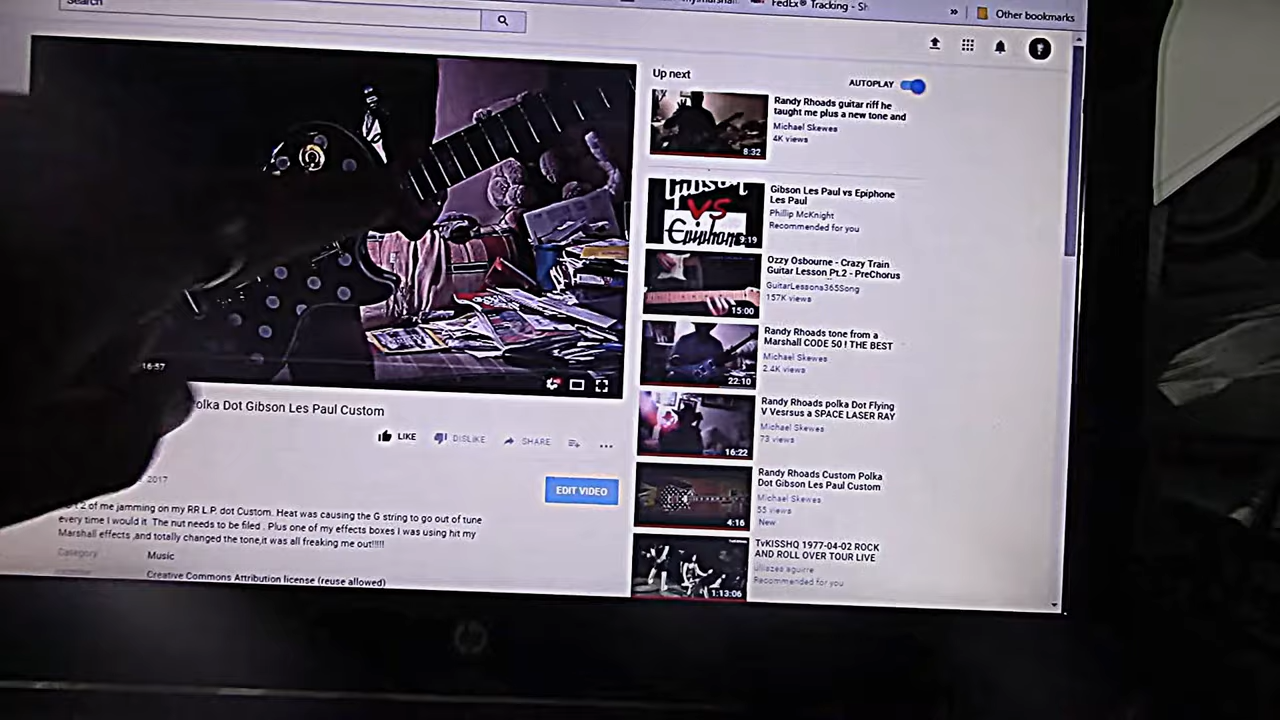 Search
FedEx® Tracking - Sh
» Other bookmarks
Up next
AUTOPLAY
Randy Rhoads guitar riff he
taught me plus a new tone and
Michael Skewes
4K views
8:32
Gibson Les Paul vs Epiphone
Les Paul
Phillip McKnight
Recommended for you
Gibson
VS
Epiphone
:19
Ozzy Osbourne - Crazy Train
Guitar Lesson Pt.2 - PreChorus
GuitarLessons365Song
157K views
15:00
Randy Rhoads tone from a
Marshall CODE 50 ! THE BEST
Michael Skewes
2.4K views
22:10
Randy Rhoads polka Dot Flying
V Vesrsus a SPACE LASER RAY
Michael Skewes
73 views
16:22
Randy Rhoads Custom Polka
Dot Gibson Les Paul Custom
Michael Skewes
55 views
New
4:16
TvKISSHQ 1977-04-02 ROCK
AND ROLL OVER TOUR LIVE
ulliszes aguirre
Recommended for you
1:13:06
16:57
olka Dot Gibson Les Paul Custom
LIKE DISLIKE SHARE
2017
EDIT VIDEO
2 of me jamming on my RR L.P. dot Custom. Heat was causing the G string to go out of tune
every time I would it. The nut needs to be filed . Plus one of my effects boxes I was using hit my
Marshall effects ,and totally changed the tone,it was all freaking me out!!!!!
Category Music
Creative Commons Attribution license (reuse allowed)
hp